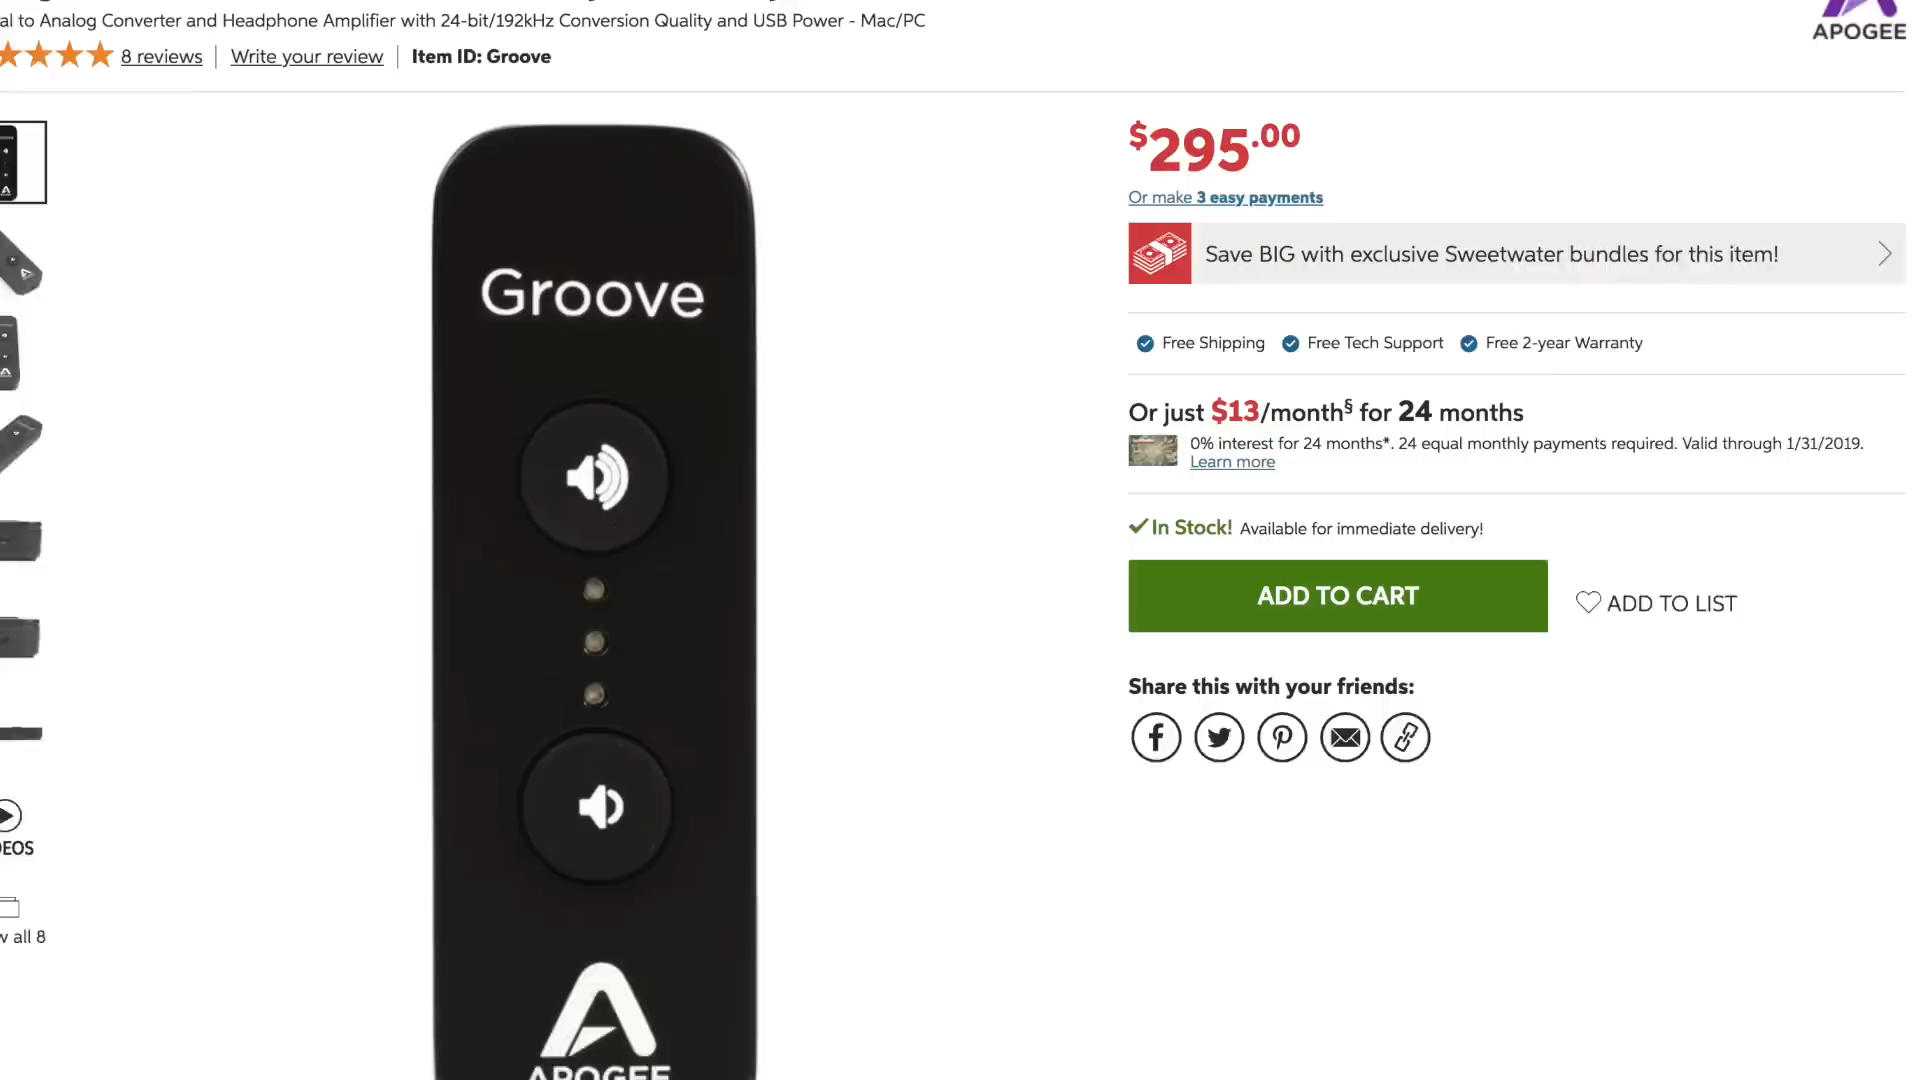 al to Analog Converter and Headphone Amplifier with 24-bit/192kHz Conversion Quality and USB Power - Mac/PC
APOGEE
8 reviews | Write your review | Item ID: Groove
$295.00
Or make 3 easy payments
Groove
Save BIG with exclusive Sweetwater bundles for this item!
Free Shipping Free Tech Support Free 2-year Warranty
Or just $13/month§ for 24 months
0% interest for 24 months*. 24 equal monthly payments required. Valid through 1/31/2019.
Learn more
In Stock! Available for immediate delivery!
ADD TO CART
ADD TO LIST
Share this with your friends:
DEOS
w all 8
APOGEE